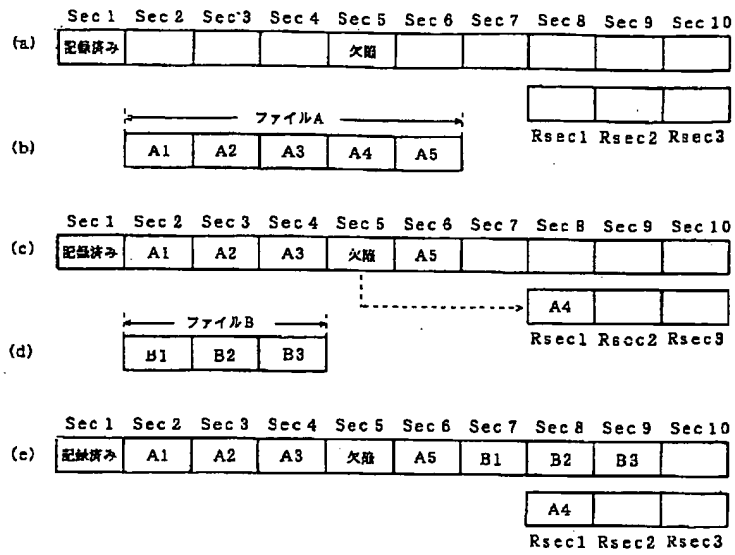 Sec 1 Sec 2 Sec 3 Sec 4 Sec 5 Sec 6 Sec 7 Sec 8 Sec 9 Sec 10
(a) 記録済み 欠陥
Rsec1 Rsec2 Rsec3
ファイルA
(b) A1 A2 A3 A4 A5
Sec 1 Sec 2 Sec 3 Sec 4 Sec 5 Sec 6 Sec 7 Sec 8 Sec 9 Sec 10
(c) 記録済み A1 A2 A3 欠陥 A5
A4
Rsec1 Rsec2 Rsec3
ファイルB
(d) B1 B2 B3
Sec 1 Sec 2 Sec 3 Sec 4 Sec 5 Sec 6 Sec 7 Sec 8 Sec 9 Sec 10
(e) 記録済み A1 A2 A3 欠陥 A5 B1 B2 B3
A4
Rsec1 Rsec2 Rsec3